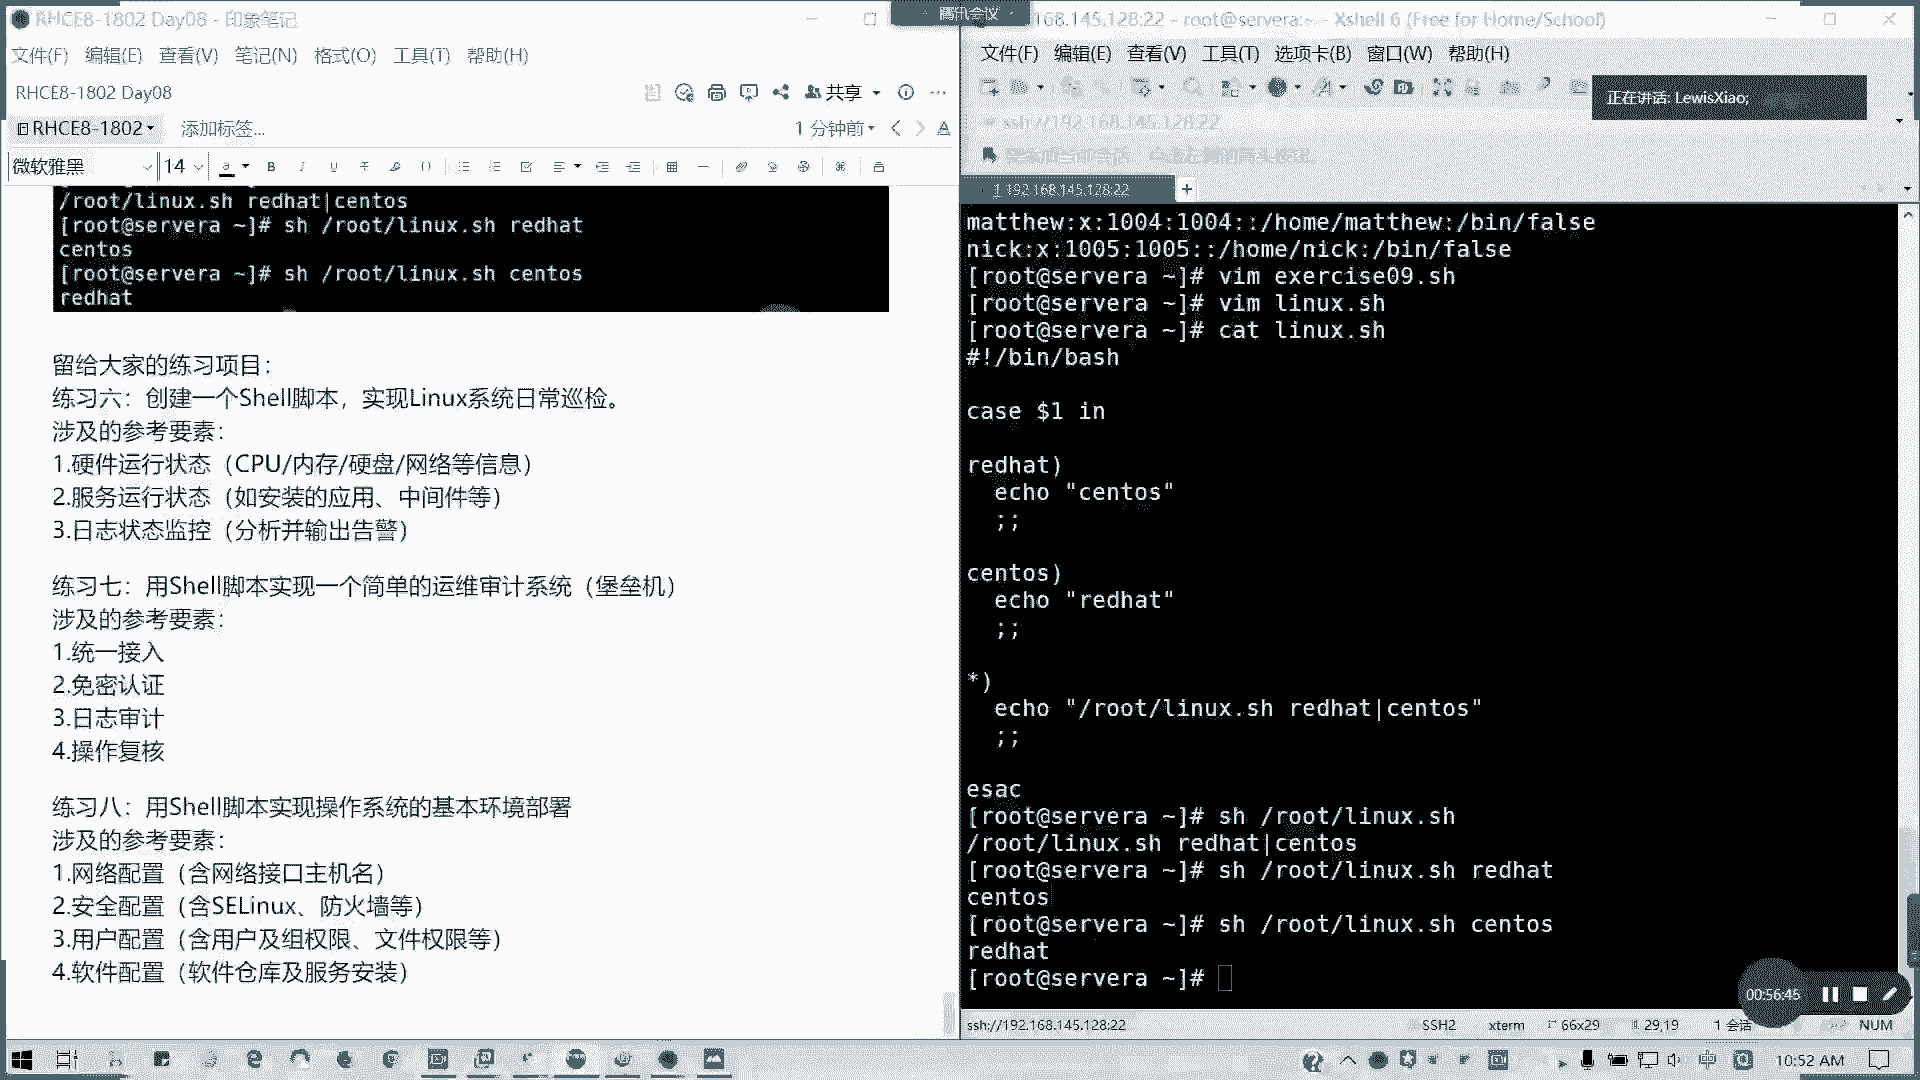 RHCE8-1802 Day08 - 印象笔记
文件(F) 编辑(E) 查看(V) 笔记(N) 格式(O) 工具(T) 帮助(H)
RHCE8-1802 Day08
共享
RHCE8-1802
添加标签...
1 分钟前
微软雅黑
14
/root/linux.sh redhat|centos
[root@servera ~]# sh /root/linux.sh redhat
centos
[root@servera ~]# sh /root/linux.sh centos
redhat
留给大家的练习项目：
练习六：创建一个Shell脚本，实现Linux系统日常巡检。
涉及的参考要素：
1.硬件运行状态（CPU/内存/硬盘/网络等信息）
2.服务运行状态（如安装的应用、中间件等）
3.日志状态监控（分析并输出告警）
练习七：用Shell脚本实现一个简单的运维审计系统（堡垒机）
涉及的参考要素：
1.统一接入
2.免密认证
3.日志审计
4.操作复核
练习八：用Shell脚本实现操作系统的基本环境部署
涉及的参考要素：
1.网络配置（含网络接口主机名）
2.安全配置（含SELinux、防火墙等）
3.用户配置（含用户及组权限、文件权限等）
4.软件配置（软件仓库及服务安装）
腾讯会议
168.145.128:22 - root@servera:~ - Xshell 6 (Free for Home/School)
文件(F) 编辑(E) 查看(V) 工具(T) 选项卡(B) 窗口(W) 帮助(H)
正在讲话: LewisXiao;
ssh://192.168.145.128:22
1 192.168.145.128:22
matthew:x:1004:1004::/home/matthew:/bin/false
nick:x:1005:1005::/home/nick:/bin/false
[root@servera ~]# vim exercise09.sh
[root@servera ~]# vim linux.sh
[root@servera ~]# cat linux.sh
#!/bin/bash
case $1 in
redhat)
echo "centos"
;;
centos)
echo "redhat"
;;
*)
echo "/root/linux.sh redhat|centos"
;;
esac
[root@servera ~]# sh /root/linux.sh
/root/linux.sh redhat|centos
[root@servera ~]# sh /root/linux.sh redhat
centos
[root@servera ~]# sh /root/linux.sh centos
redhat
[root@servera ~]#
00:56:45
ssh://192.168.145.128:22
SSH2
xterm
66x29
29,19
1 会话
NUM
中
10:52 AM